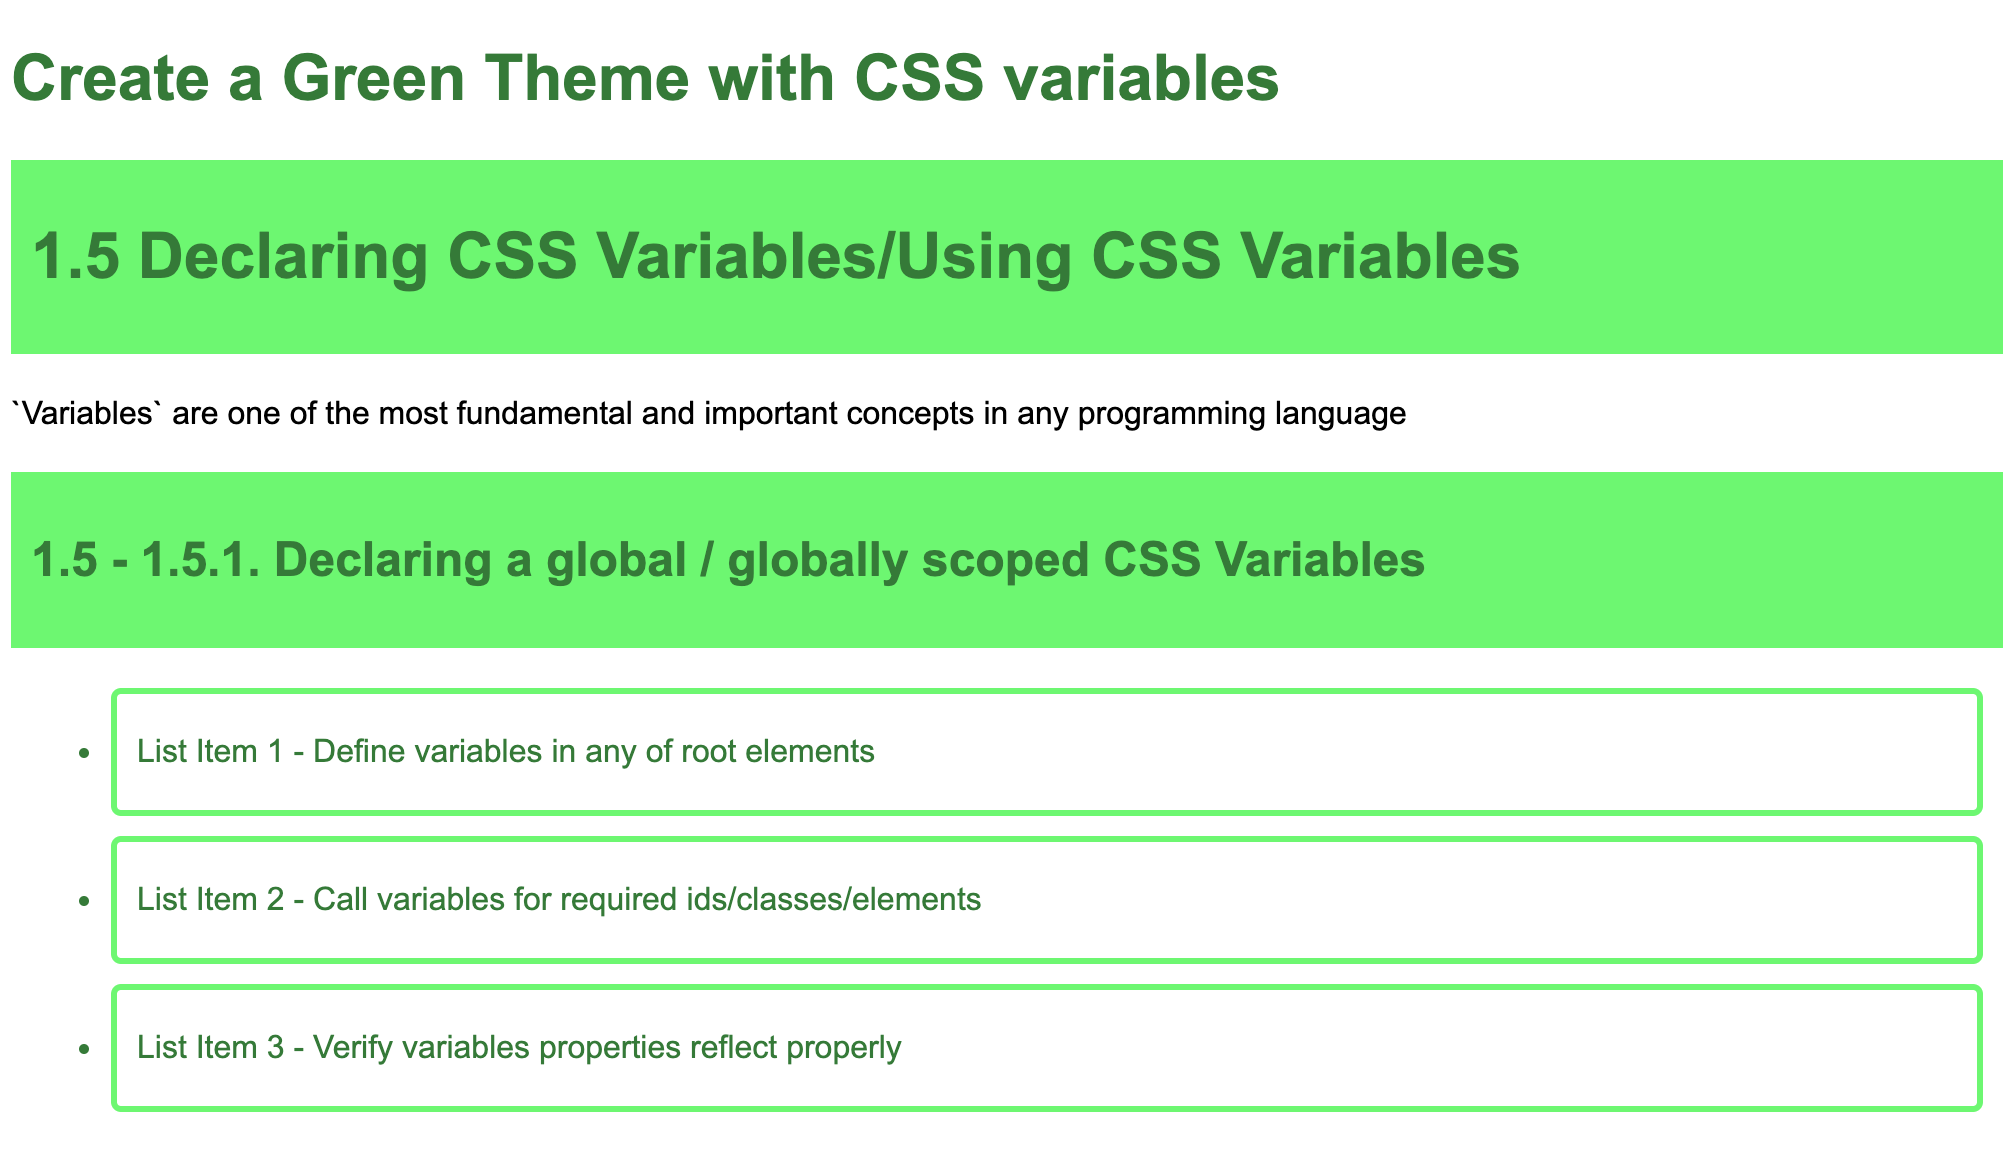 Create a Green Theme with CSS variables
1.5 Declaring CSS Variables/Using CSS Variables
`Variables` are one of the most fundamental and important concepts in any programming language
1.5 - 1.5.1. Declaring a global / globally scoped CSS Variables
List Item 1 - Define variables in any of root elements
List Item 2 - Call variables for required ids/classes/elements
List Item 3 - Verify variables properties reflect properly